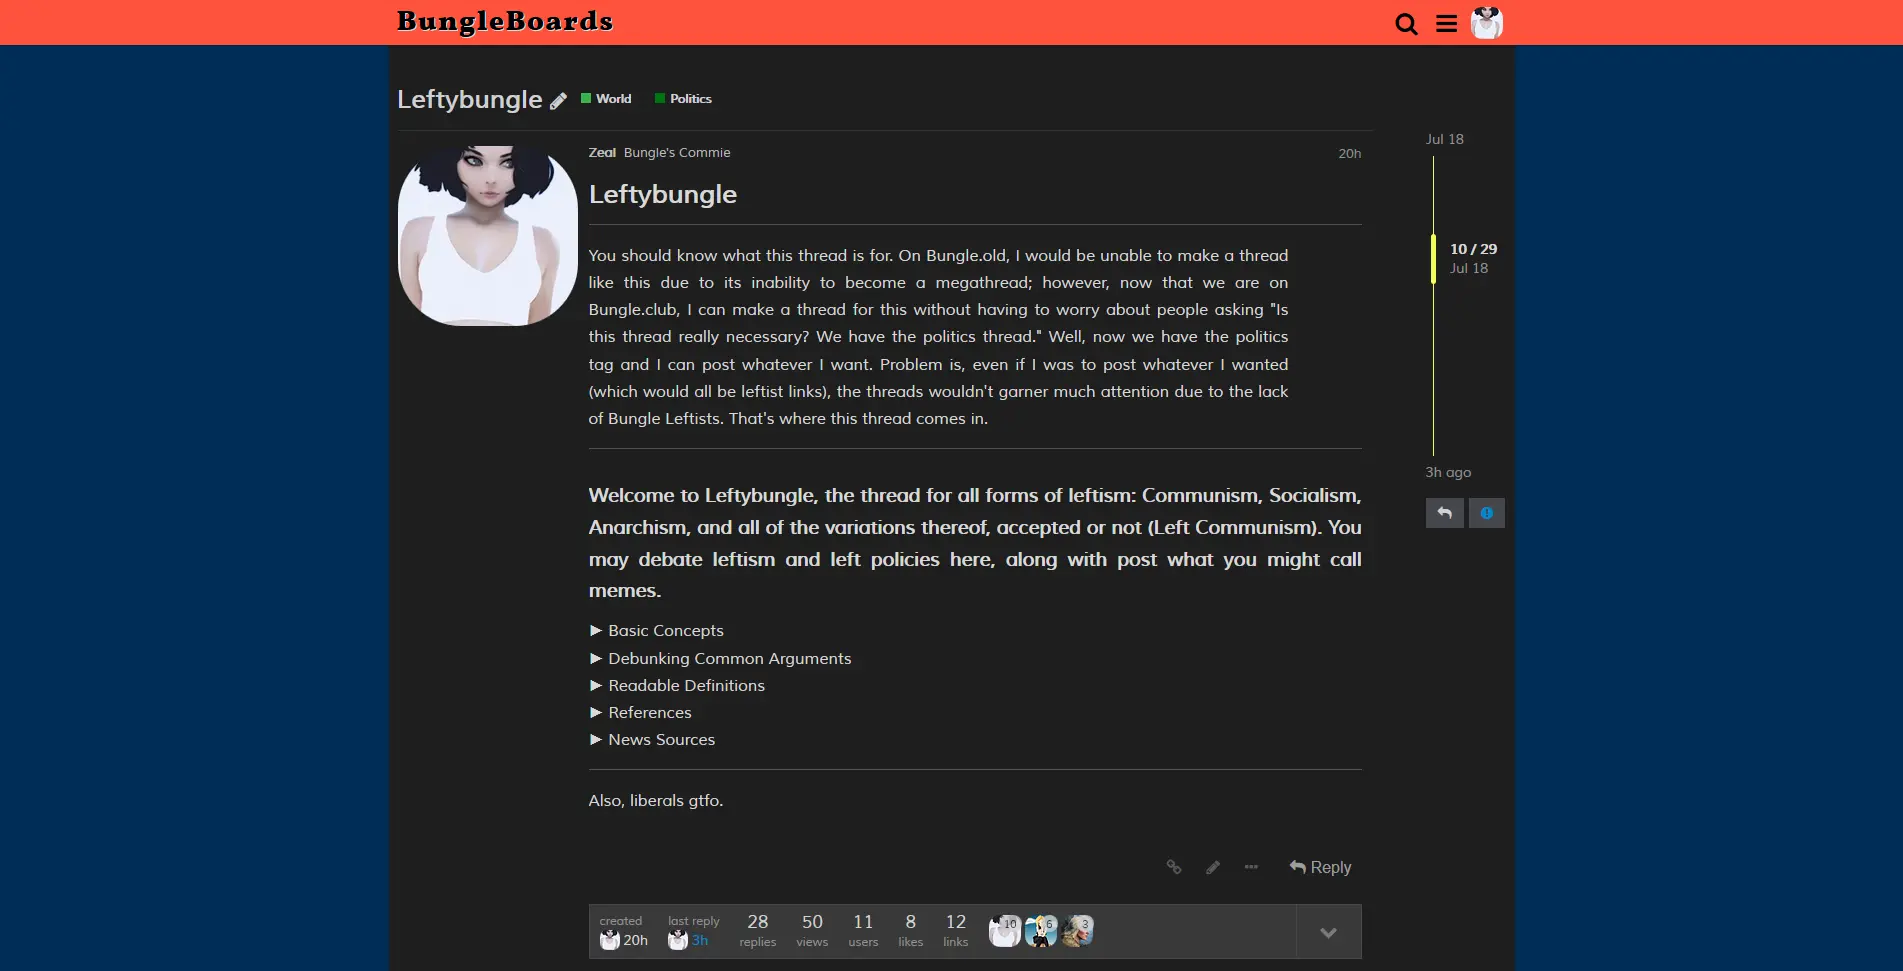 BungleBoards
Leftybungle
World
Politics
Jul 18
Zeal Bungle's Commie
20h
Leftybungle
10 / 29
Jul 18
You should know what this thread is for. On Bungle.old, I would be unable to make a thread
like this due to its inability to become a megathread; however, now that we are on
Bungle.club, I can make a thread for this without having to worry about people asking "Is
this thread really necessary? We have the politics thread." Well, now we have the politics
tag and I can post whatever I want. Problem is, even if I was to post whatever I wanted
(which would all be leftist links), the threads wouldn't garner much attention due to the lack
of Bungle Leftists. That's where this thread comes in.
3h ago
Welcome to Leftybungle, the thread for all forms of leftism: Communism, Socialism,
Anarchism, and all of the variations thereof, accepted or not (Left Communism). You
may debate leftism and left policies here, along with post what you might call
memes.
► Basic Concepts
► Debunking Common Arguments
► Readable Definitions
► References
► News Sources
Also, liberals gtfo.
Reply
created
20h
last reply
3h
28
replies
50
views
11
users
8
likes
12
links
10
6
3